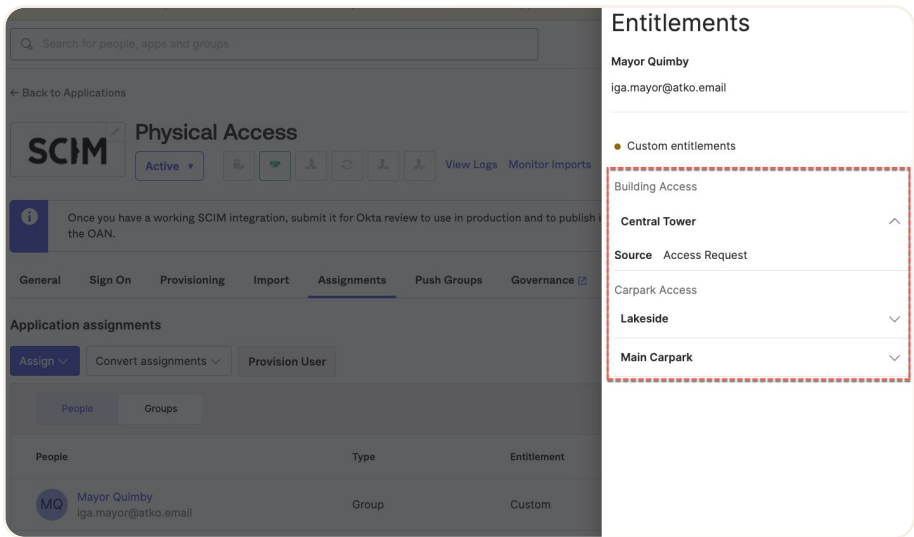 Search for people, apps and groups
← Back to Applications
SCIM
Physical Access
Active
View Logs
Monitor Imports
Once you have a working SCIM integration, submit it for Okta review to use in production and to publish
the OAN.
General
Sign On
Provisioning
Import
Assignments
Push Groups
Governance
Application assignments
Assign
Convert assignments
Provision User
People
Groups
People
Type
Entitlement
MQ
Mayor Quimby
iga.mayor@atko.email
Group
Custom
Entitlements
Mayor Quimby
iga.mayor@atko.email
Custom entitlements
Building Access
Central Tower
Source Access Request
Carpark Access
Lakeside
Main Carpark